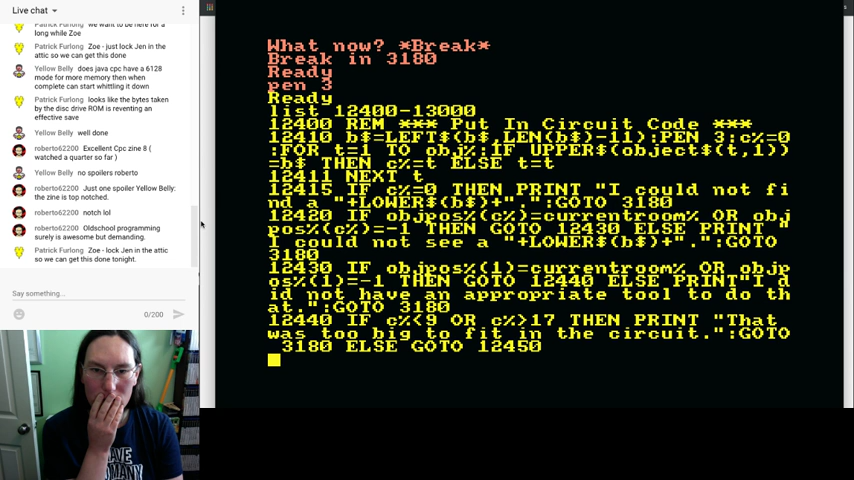 Live chat
want to be here for a
long while Zoe
Patrick Furlong Zoe - just lock Jen in the
attic so we can get this done
Yellow Belly does java cpc have a 6128
mode for more memory then when
complete can start whittling it down
Patrick Furlong looks like the bytes taken
by the disc drive ROM is reventing an
effective save
Yellow Belly well done
roberto62200 Excellent Cpc zine 8 (
watched a quarter so far )
Yellow Belly no spoilers roberto
roberto62200 Just one spoiler Yellow Belly:
the zine is top notched.
roberto62200 notch lol
roberto62200 Oldschool programming
surely is awesome but demanding.
Patrick Furlong Zoe - lock Jen in the attic
so we can get this done tonight.
Say something...
0/200
What now? *Break*
Break in 3180
Ready
pen 3
Ready
list 12400-13000
12400 REM *** Put In Circuit Code ***
12410 b$=LEFT$(b$,LEN(b$)-11):PEN 3:c%=0
:FOR t=1 TO obj%:IF UPPER$(object$(t,1))
=b$ THEN c%=t ELSE t=t
12411 NEXT t
12415 IF c%=0 THEN PRINT "I could not fi
nd a "+LOWER$(b$)+".":GOTO 3180
12420 IF objpos%(c%)=currentroom% OR obj
pos%(c%)=-1 THEN GOTO 12430 ELSE PRINT "
I could not see a "+LOWER$(b$)+".":GOTO
3180
12430 IF objpos%(1)=currentroom% OR objp
os%(1)=-1 THEN GOTO 12440 ELSE PRINT"I d
id not have an appropriate tool to do th
at.":GOTO 3180
12440 IF c%<8 OR c%>17 THEN PRINT "That
was too big to fit in the circuit.":GOTO
3180 ELSE GOTO 12450